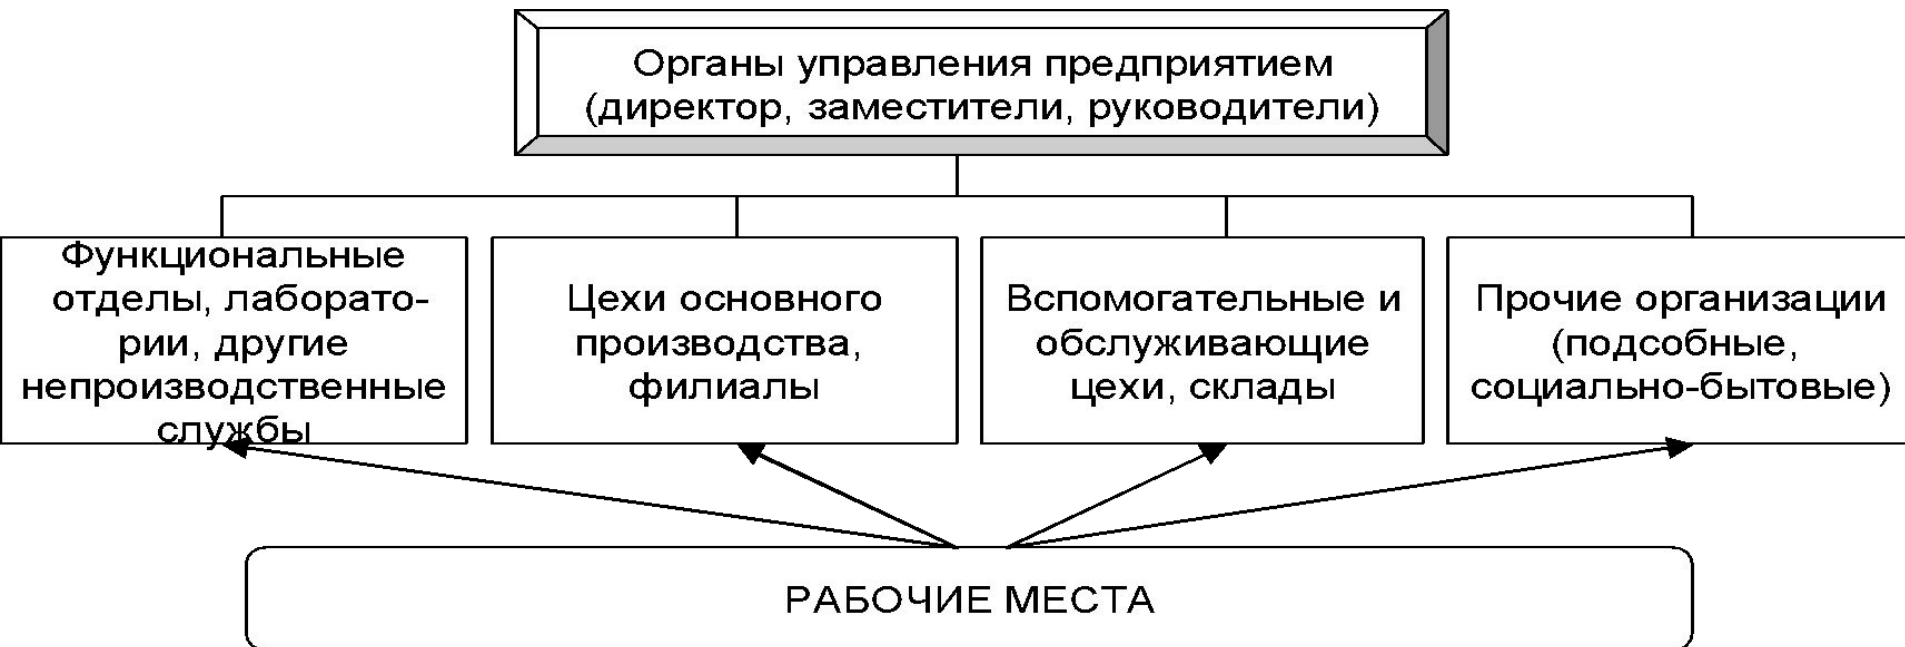 Органы управления предприятием
(директор, заместители, руководители)
Функциональные
отделы, лаборато-
рии, другие
непроизводственные
службы
Цехи основного
производства,
филиалы
Вспомогательные и
обслуживающие
цехи, склады
Прочие организации
(подсобные,
социально-бытовые)
РАБОЧИЕ МЕСТА